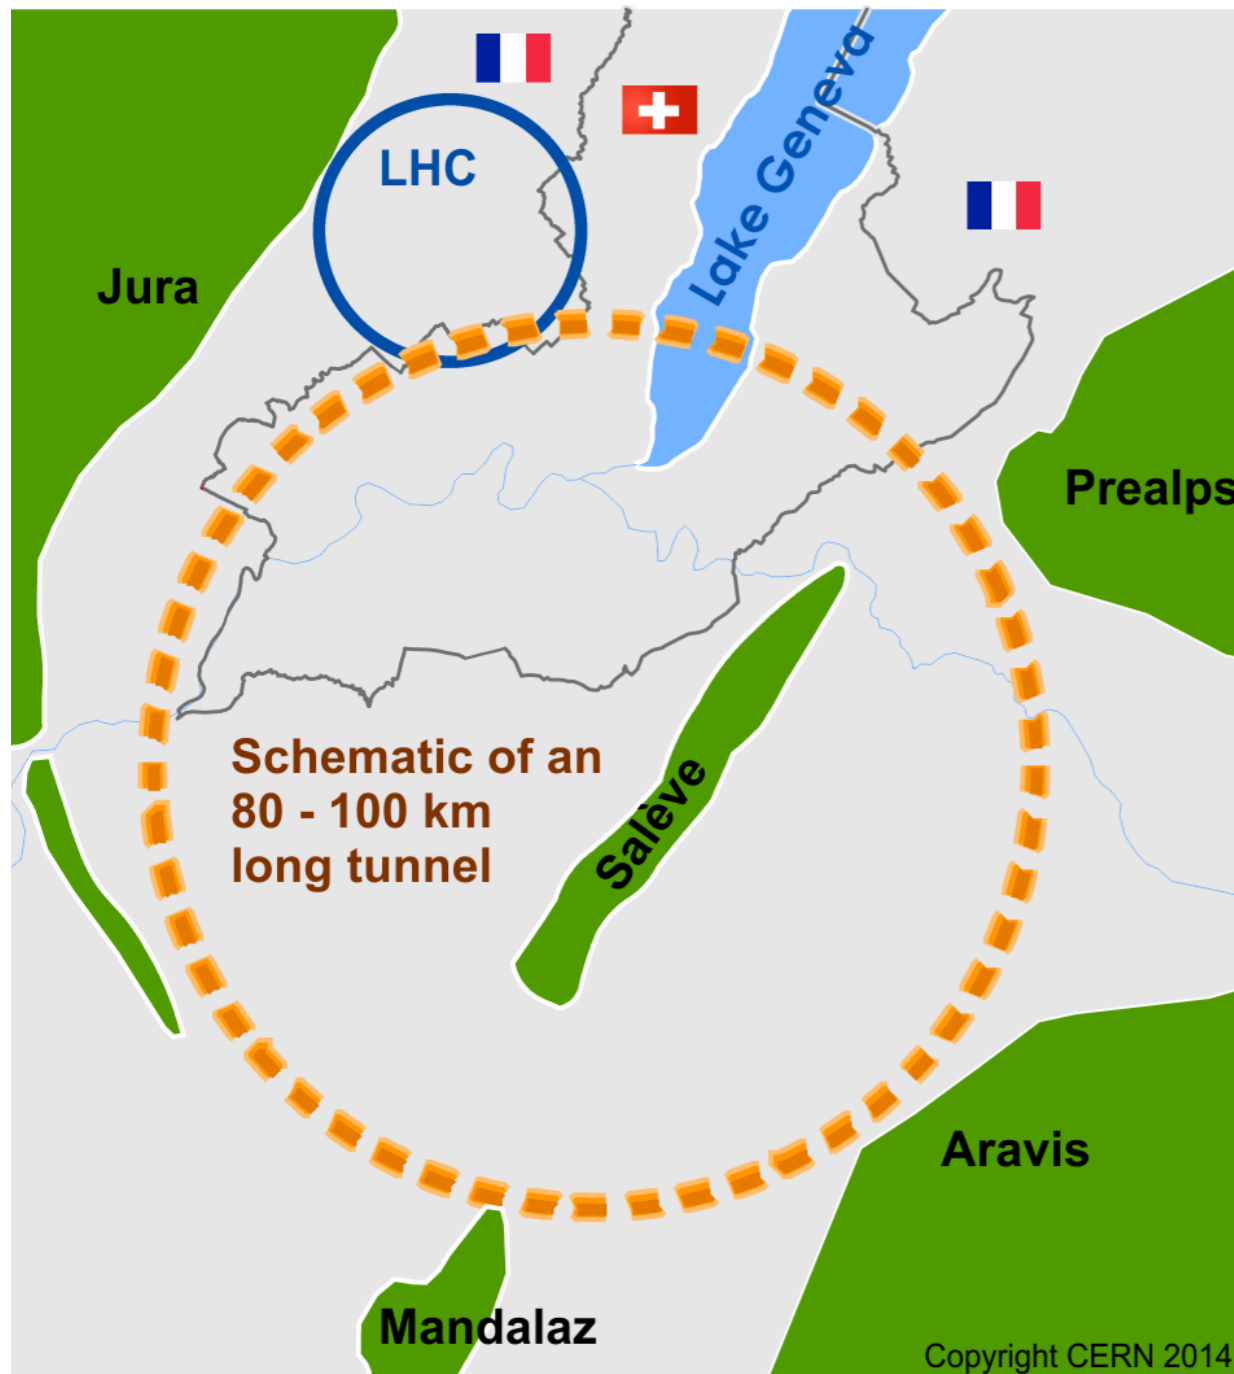 LHC
Lake Geneva
Jura
Prealps
Schematic of an
80 - 100 km
long tunnel
Salève
Aravis
Mandalaz
Copyright CERN 2014